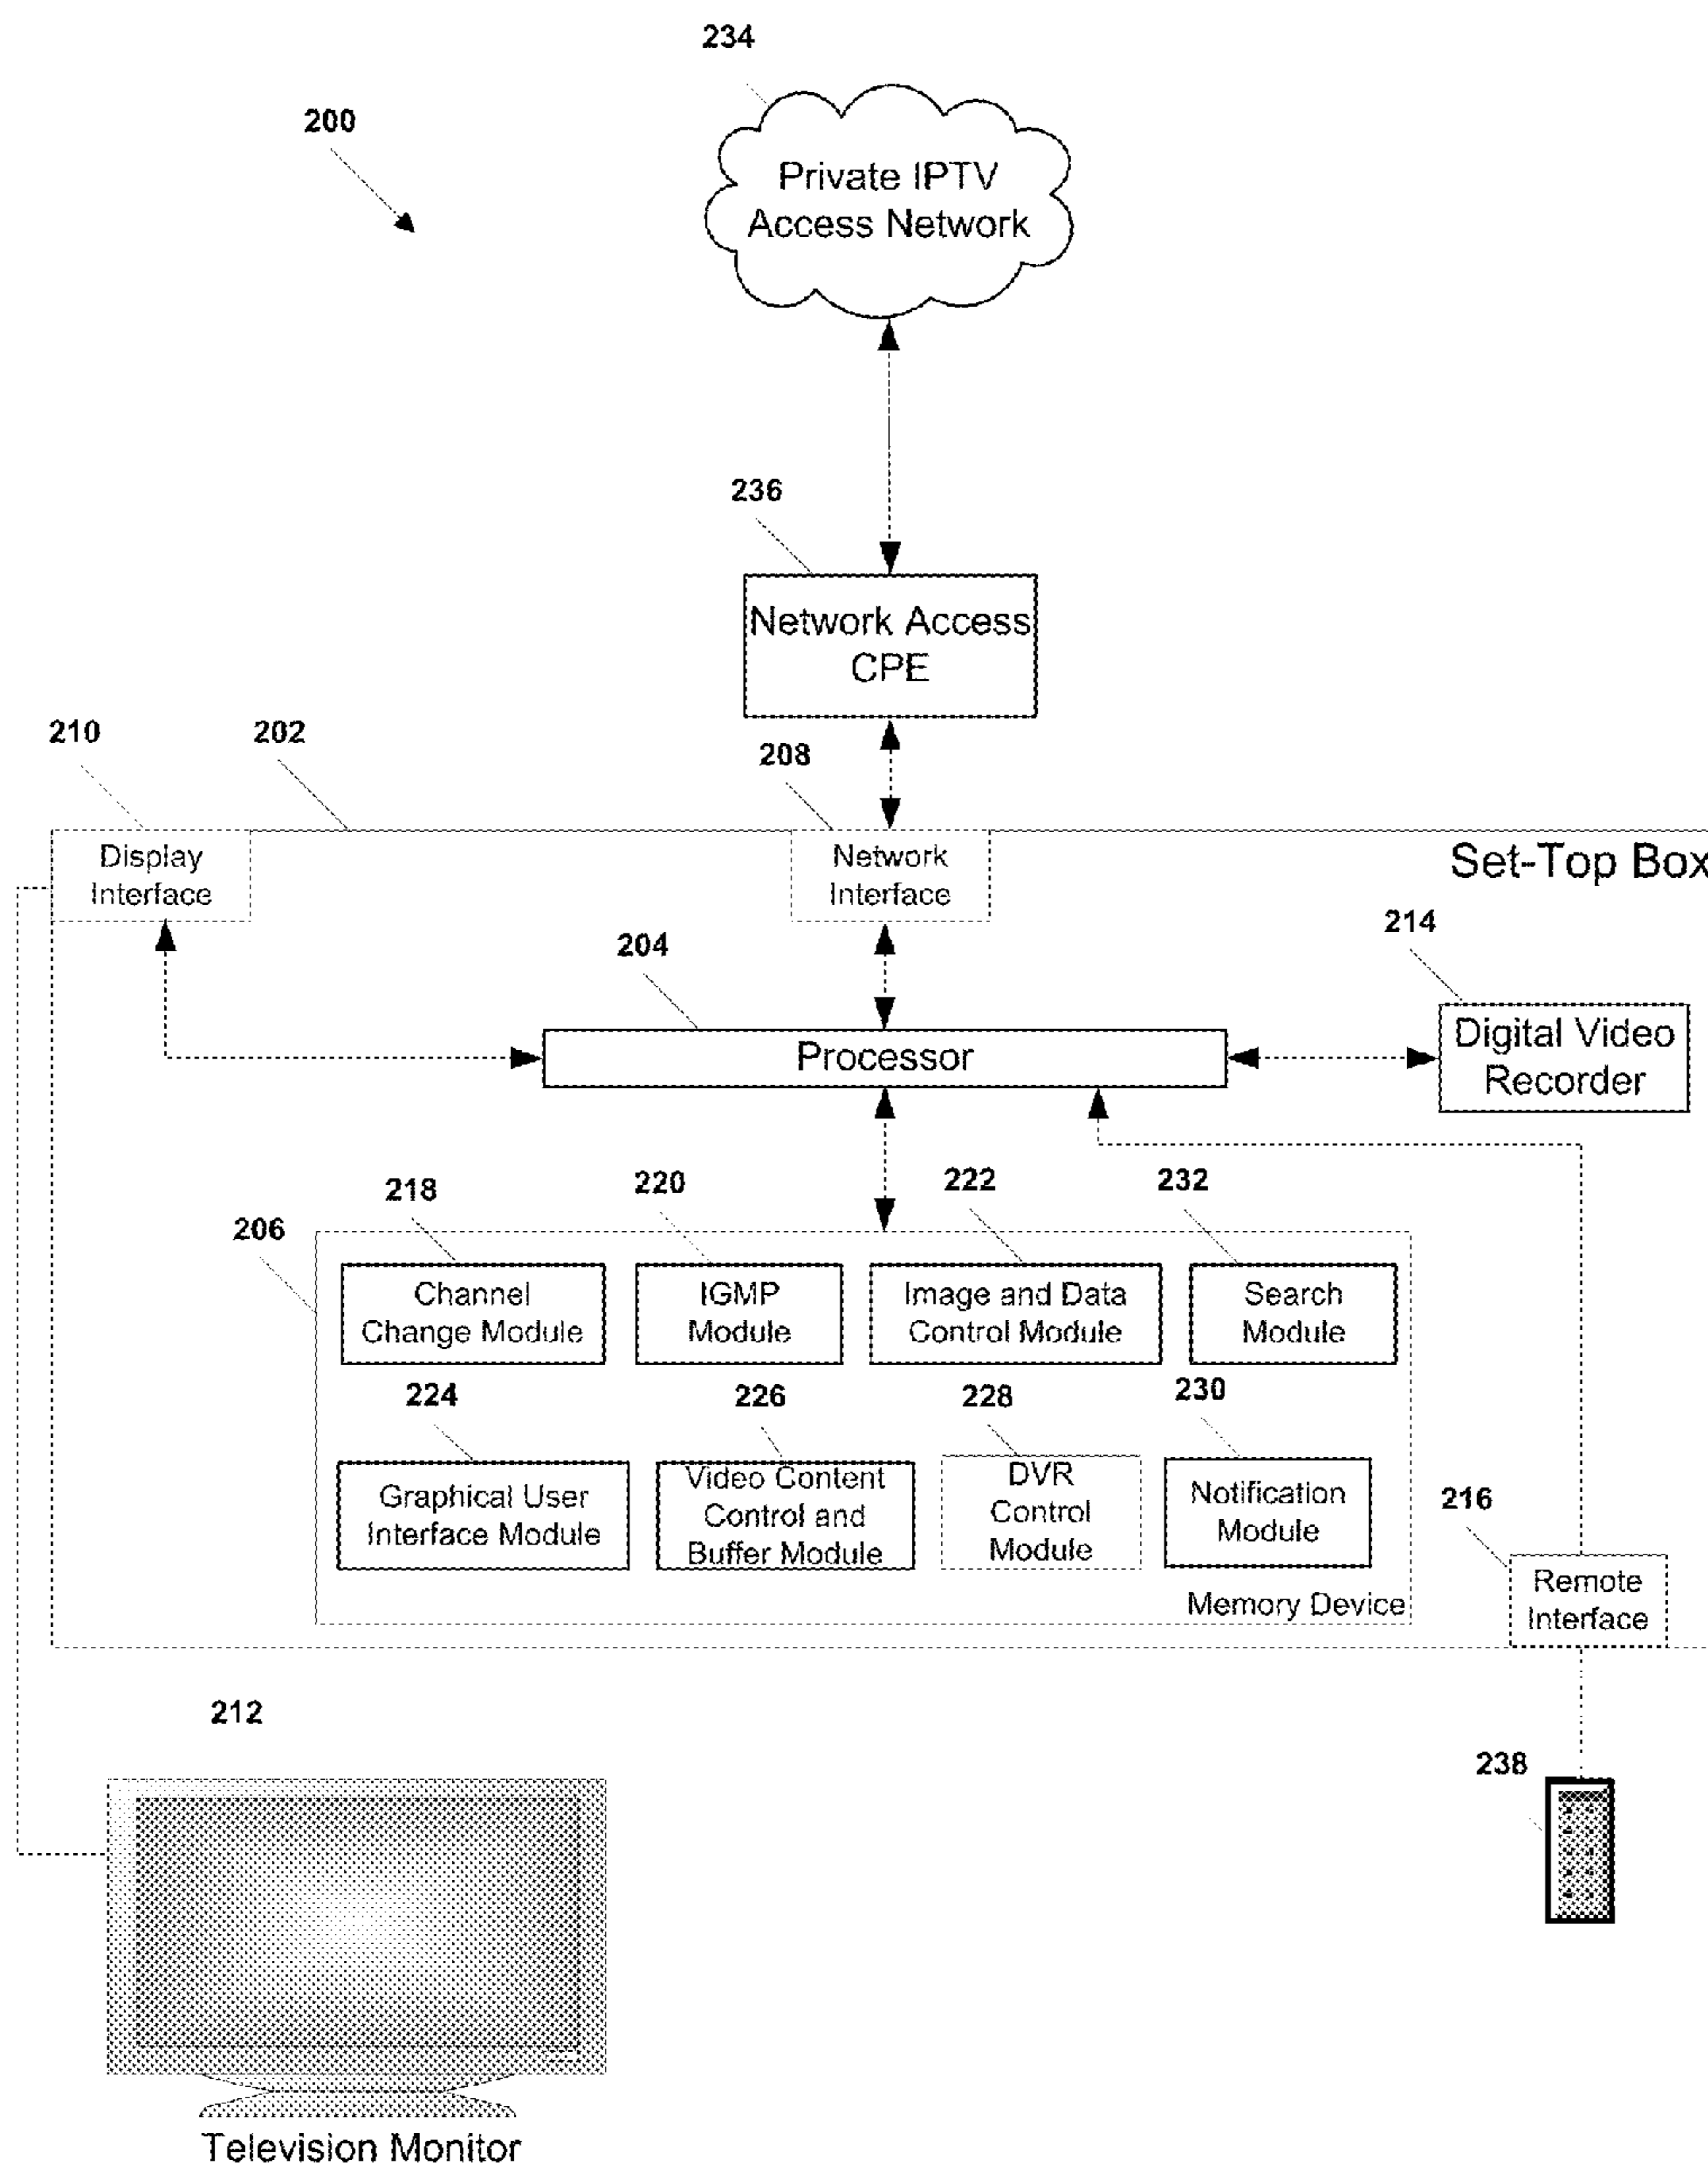 234
200
Private IPTV
Access Network
236
Network Access
CPE
210
202
208
Display
Interface
Network
Interface
Set-Top Box
214
204
Processor
Digital Video
Recorder
218
220
222
232
206
Channel
Change Module
IGMP
Module
Image and Data
Control Module
Search
Module
224
226
228
230
Graphical User
Interface Module
Video Content
Control and
Buffer Module
DVR
Control
Module
Notification
Module
216
Remote
Interface
Memory Device
212
238
Television Monitor